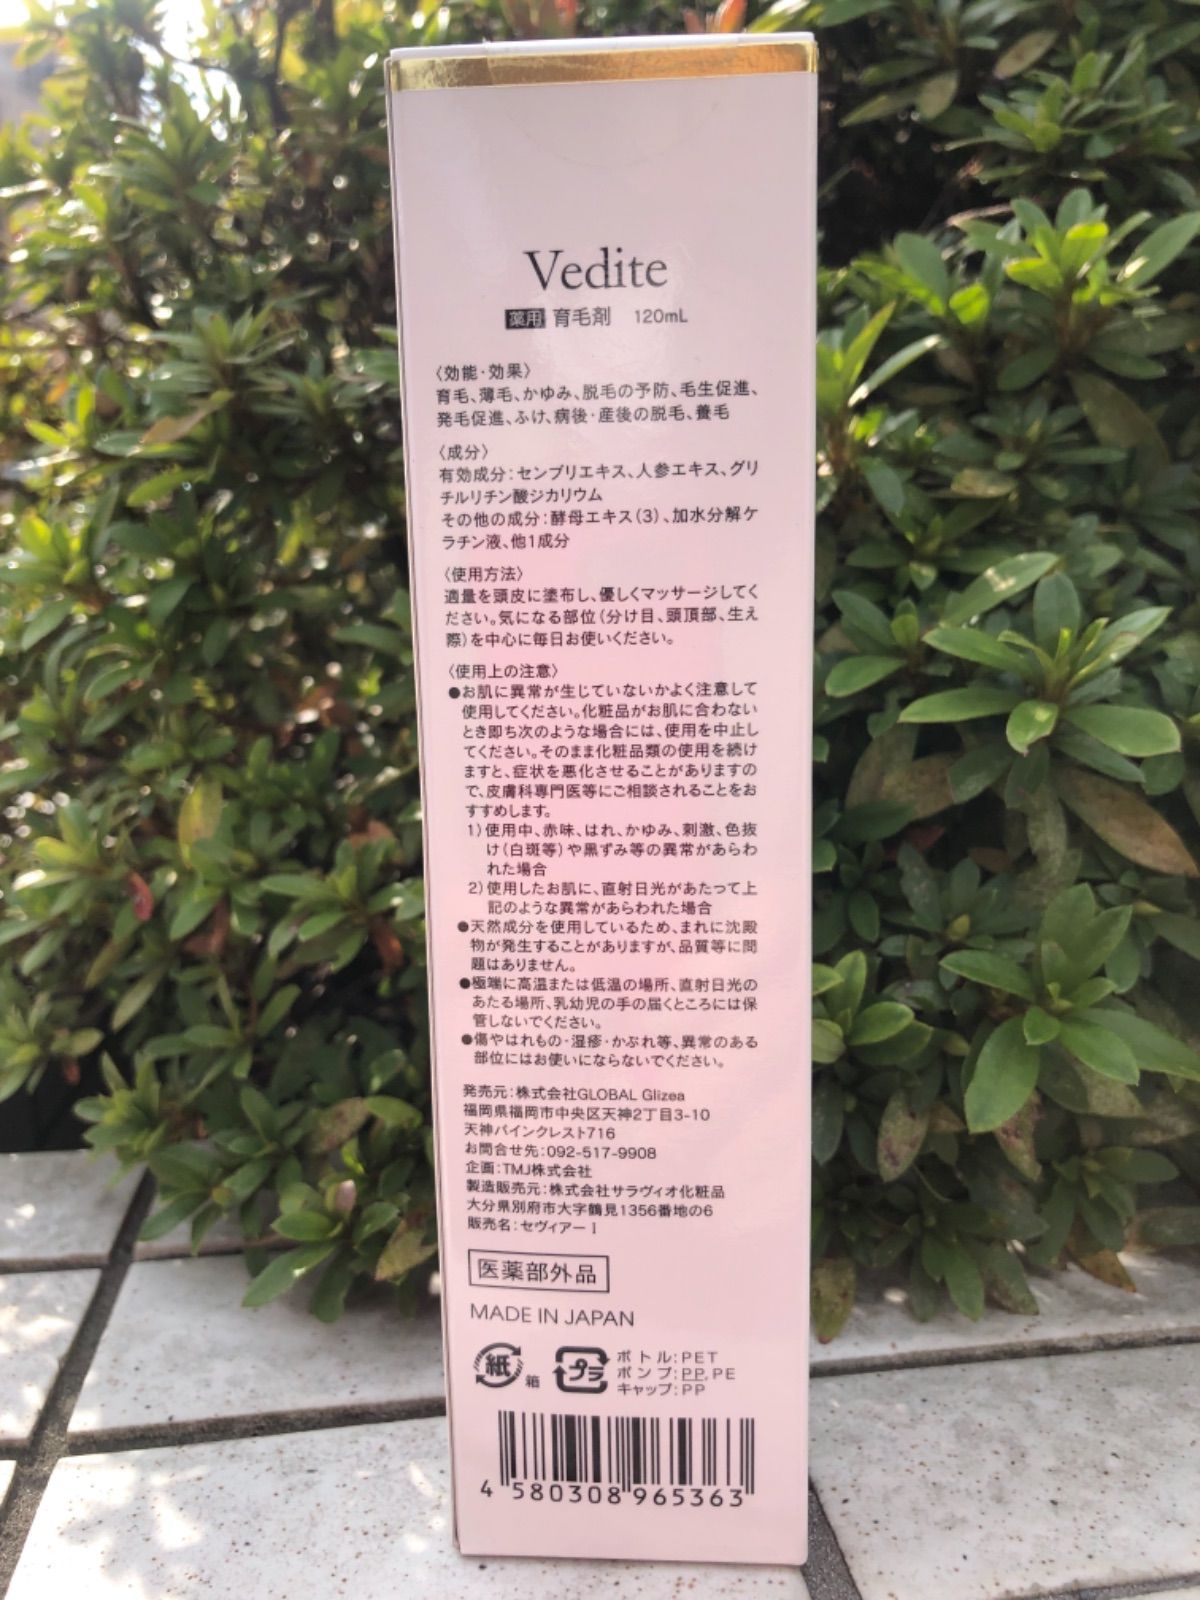 Vedite
薬用 育毛剤 120mL
〈効能・効果〉
育毛、薄毛、かゆみ、脱毛の予防、毛生促進、
発毛促進、ふけ、病後・産後の脱毛、養毛
〈成分〉
有効成分：センブリエキス、人参エキス、グリ
チルリチン酸ジカリウム
その他の成分：酵母エキス（3）、加水分解ケ
ラチン液、他1成分
〈使用方法〉
適量を頭皮に塗布し、優しくマッサージしてく
ださい。気になる部位（分け目、頭頂部、生え
際）を中心に毎日お使いください。
〈使用上の注意〉
●お肌に異常が生じていないかよく注意して
使用してください。化粧品がお肌に合わない
とき即ち次のような場合には、使用を中止し
てください。そのまま化粧品類の使用を続け
ますと、症状を悪化させることがありますの
で、皮膚科専門医等にご相談されることをお
すすめします。
1）使用中、赤味、はれ、かゆみ、刺激、色抜
け（白斑等）や黒ずみ等の異常があらわ
れた場合
2）使用したお肌に、直射日光があたって上
記のような異常があらわれた場合
●天然成分を使用しているため、まれに沈殿
物が発生することがありますが、品質等に問
題はありません。
●極端に高温または低温の場所、直射日光の
あたる場所、乳幼児の手の届くところには保
管しないでください。
●傷やはれもの・湿疹・かぶれ等、異常のある
部位にはお使いにならないでください。
発売元：株式会社GLOBAL Glizea
福岡県福岡市中央区天神2丁目3-10
天神パインクレスト716
お問合せ先：092-517-9908
企画：TMJ株式会社
製造販売元：株式会社サラヴィオ化粧品
大分県別府市大字鶴見1356番地の6
販売名：セヴィアーI
医薬部外品
MADE IN JAPAN
紙 箱 プラ ボトル：PET
ポンプ：PP,PE
キャップ：PP
4 580308 965363